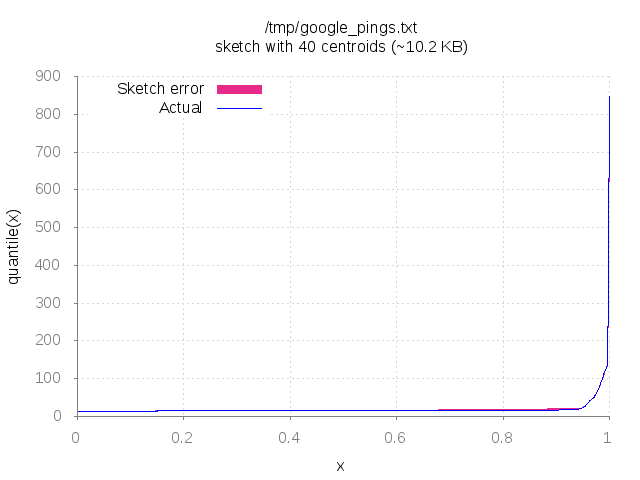 /tmp/google_pings.txt
sketch with 40 centroids (~10.2 KB)
Sketch error
Actual
900
800
700
600
500
400
300
200
100
0
quantile(x)
0 0.2 0.4 0.6 0.8 1
x